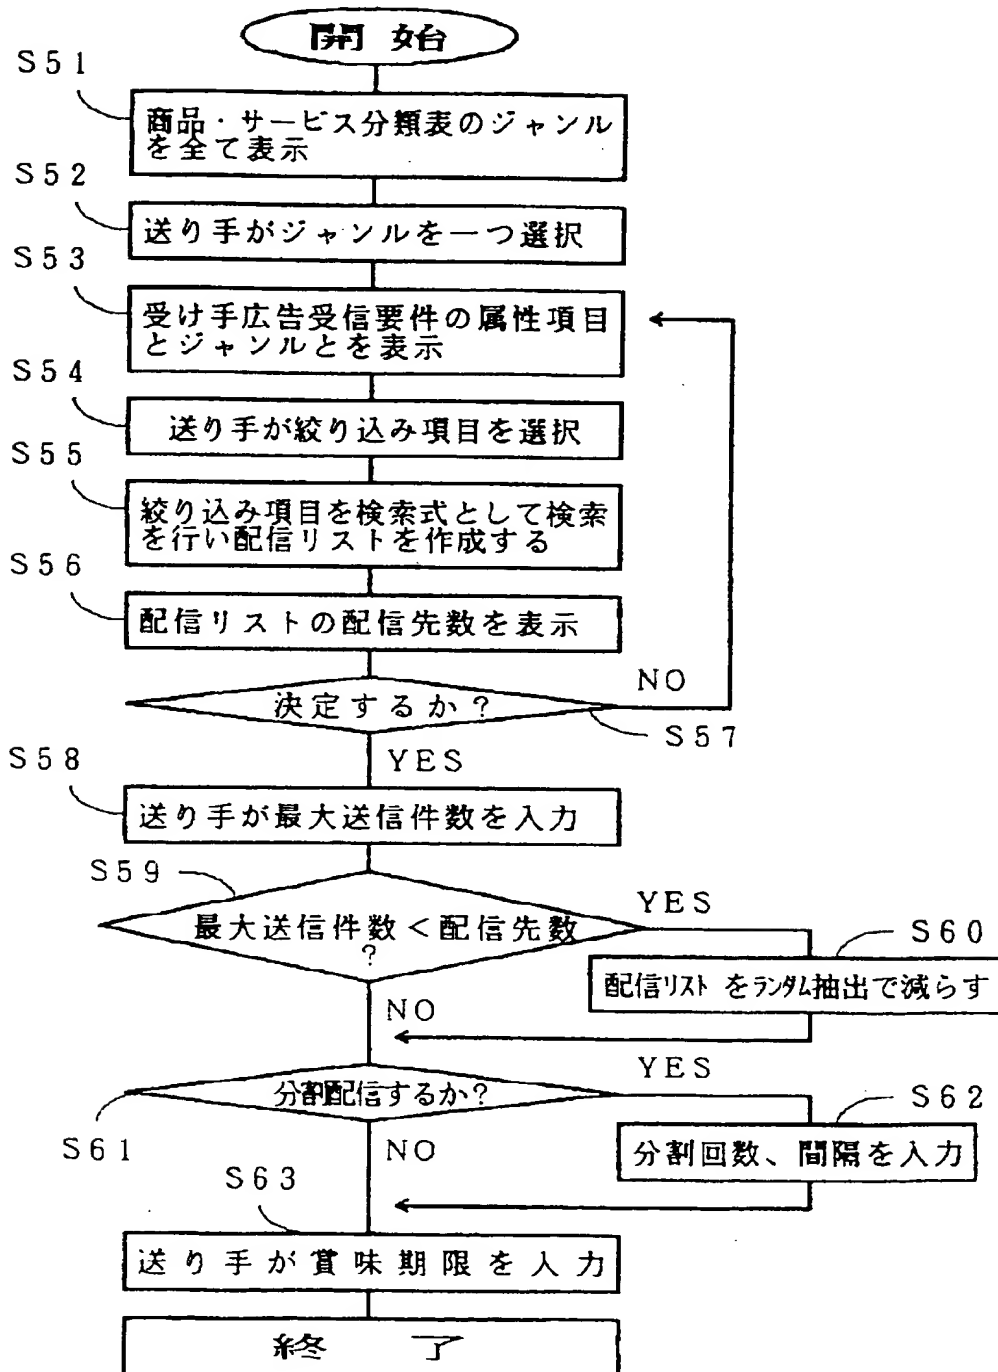 開始
S51
商品・サービス分類表のジャンル
を全て表示
S52
送り手がジャンルを一つ選択
S53
受け手広告受信要件の属性項目
とジャンルとを表示
S54
送り手が絞り込み項目を選択
S55
絞り込み項目を検索式として検索
を行い配信リストを作成する
S56
配信リストの配信先数を表示
NO
決定するか?
S57
YES
S58
送り手が最大送信件数を入力
S59
YES
最大送信件数<配信先数
?
S60
配信リストをランダム抽出で減らす
NO
YES
分割配信するか?
S62
S61
NO
分割回数、間隔を入力
S63
送り手が賞味期限を入力
終了